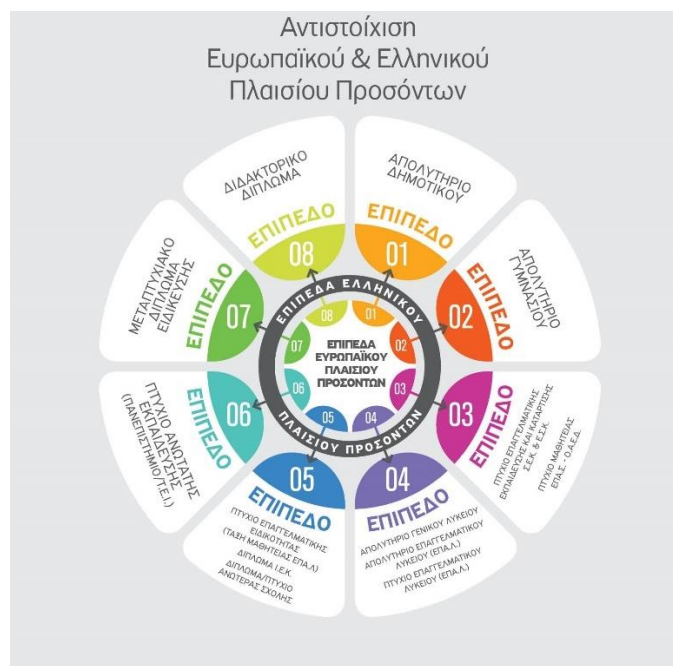 Αντιστοίχιση
Ευρωπαϊκού & Ελληνικού
Πλαισίου Προσόντων
ΑΠΟΛΥΤΗΡΙΟ
ΔΗΜΟΤΙΚΟΥ
ΕΠΙΠΕΔΟ
01
ΑΠΟΛΥΤΗΡΙΟ
ΓΥΜΝΑΣΙΟΥ
ΕΠΙΠΕΔΟ
02
ΕΠΙΠΕΔΟ
03
ΠΤΥΧΙΟ ΕΠΑΓΓΕΛΜΑΤΙΚΗΣ
ΕΚΠΑΙΔΕΥΣΗΣ ΚΑΙ ΚΑΤΑΡΤΙΣΗΣ
Σ.Ε.Κ. & Ε.Σ.Κ.
ΠΤΥΧΙΟ ΜΑΘΗΤΕΙΑΣ
ΕΠΑ.Σ. - Ο.Α.Ε.Δ.
04
ΕΠΙΠΕΔΟ
ΑΠΟΛΥΤΗΡΙΟ ΓΕΝΙΚΟΥ ΛΥΚΕΙΟΥ
ΑΠΟΛΥΤΗΡΙΟ ΕΠΑΓΓΕΛΜΑΤΙΚΟΥ
ΛΥΚΕΙΟΥ (ΕΠΑ.Λ.)
ΠΤΥΧΙΟ ΕΠΑΓΓΕΛΜΑΤΙΚΟΥ
ΛΥΚΕΙΟΥ (ΕΠΑ.Λ.)
05
ΕΠΙΠΕΔΟ
ΠΤΥΧΙΟ ΕΠΑΓΓΕΛΜΑΤΙΚΗΣ
ΕΙΔΙΚΟΤΗΤΑΣ
(ΤΑΞΗ ΜΑΘΗΤΕΙΑΣ ΕΠΑ.Λ)
ΔΙΠΛΩΜΑ Ι.Ε.Κ.
ΔΙΠΛΩΜΑ/ΠΤΥΧΙΟ
ΑΝΩΤΕΡΑΣ ΣΧΟΛΗΣ
06
ΕΠΙΠΕΔΟ
ΠΤΥΧΙΟ ΑΝΩΤΑΤΗΣ
ΕΚΠΑΙΔΕΥΣΗΣ
(ΠΑΝΕΠΙΣΤΗΜΙΟ/Τ.Ε.Ι.)
ΜΕΤΑΠΤΥΧΙΑΚΟ
ΔΙΠΛΩΜΑ
ΕΙΔΙΚΕΥΣΗΣ
ΕΠΙΠΕΔΟ
07
ΔΙΔΑΚΤΟΡΙΚΟ
ΔΙΠΛΩΜΑ
ΕΠΙΠΕΔΟ
08
ΕΠΙΠΕΔΑ ΕΛΛΗΝΙΚΟΥ
ΠΛΑΙΣΙΟΥ ΠΡΟΣΟΝΤΩΝ
01
02
03
04
05
06
07
08
ΕΠΙΠΕΔΑ
ΕΥΡΩΠΑΪΚΟΥ
ΠΛΑΙΣΙΟΥ
ΠΡΟΣΟΝΤΩΝ